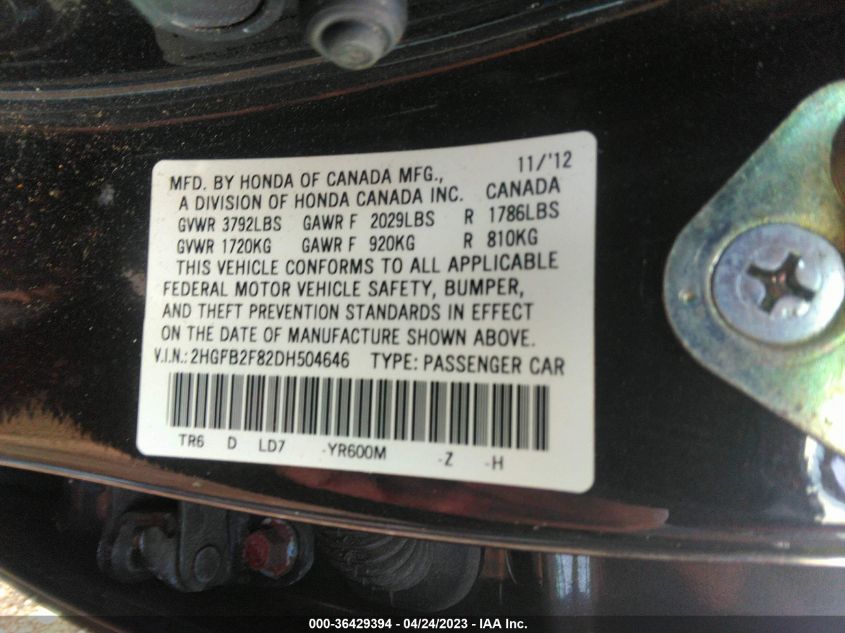 11/'12
MFD. BY HONDA OF CANADA MFG.,
A DIVISION OF HONDA CANADA INC. CANADA
GVWR 3792LBS GAWR F 2029LBS R 1786LBS
GVWR 1720KG GAWR F 920KG R 810KG
THIS VEHICLE CONFORMS TO ALL APPLICABLE
FEDERAL MOTOR VEHICLE SAFETY, BUMPER,
AND THEFT PREVENTION STANDARDS IN EFFECT
ON THE DATE OF MANUFACTURE SHOWN ABOVE.
V.I.N.: 2HGFB2F82DH504646 TYPE: PASSENGER CAR
TR6 D LD7 -YR600M -Z -H
000-36429394 - 04/24/2023 - IAA Inc.